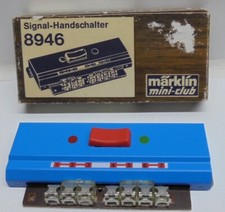 Signal-Handschalter
8946
märklin
mini-club